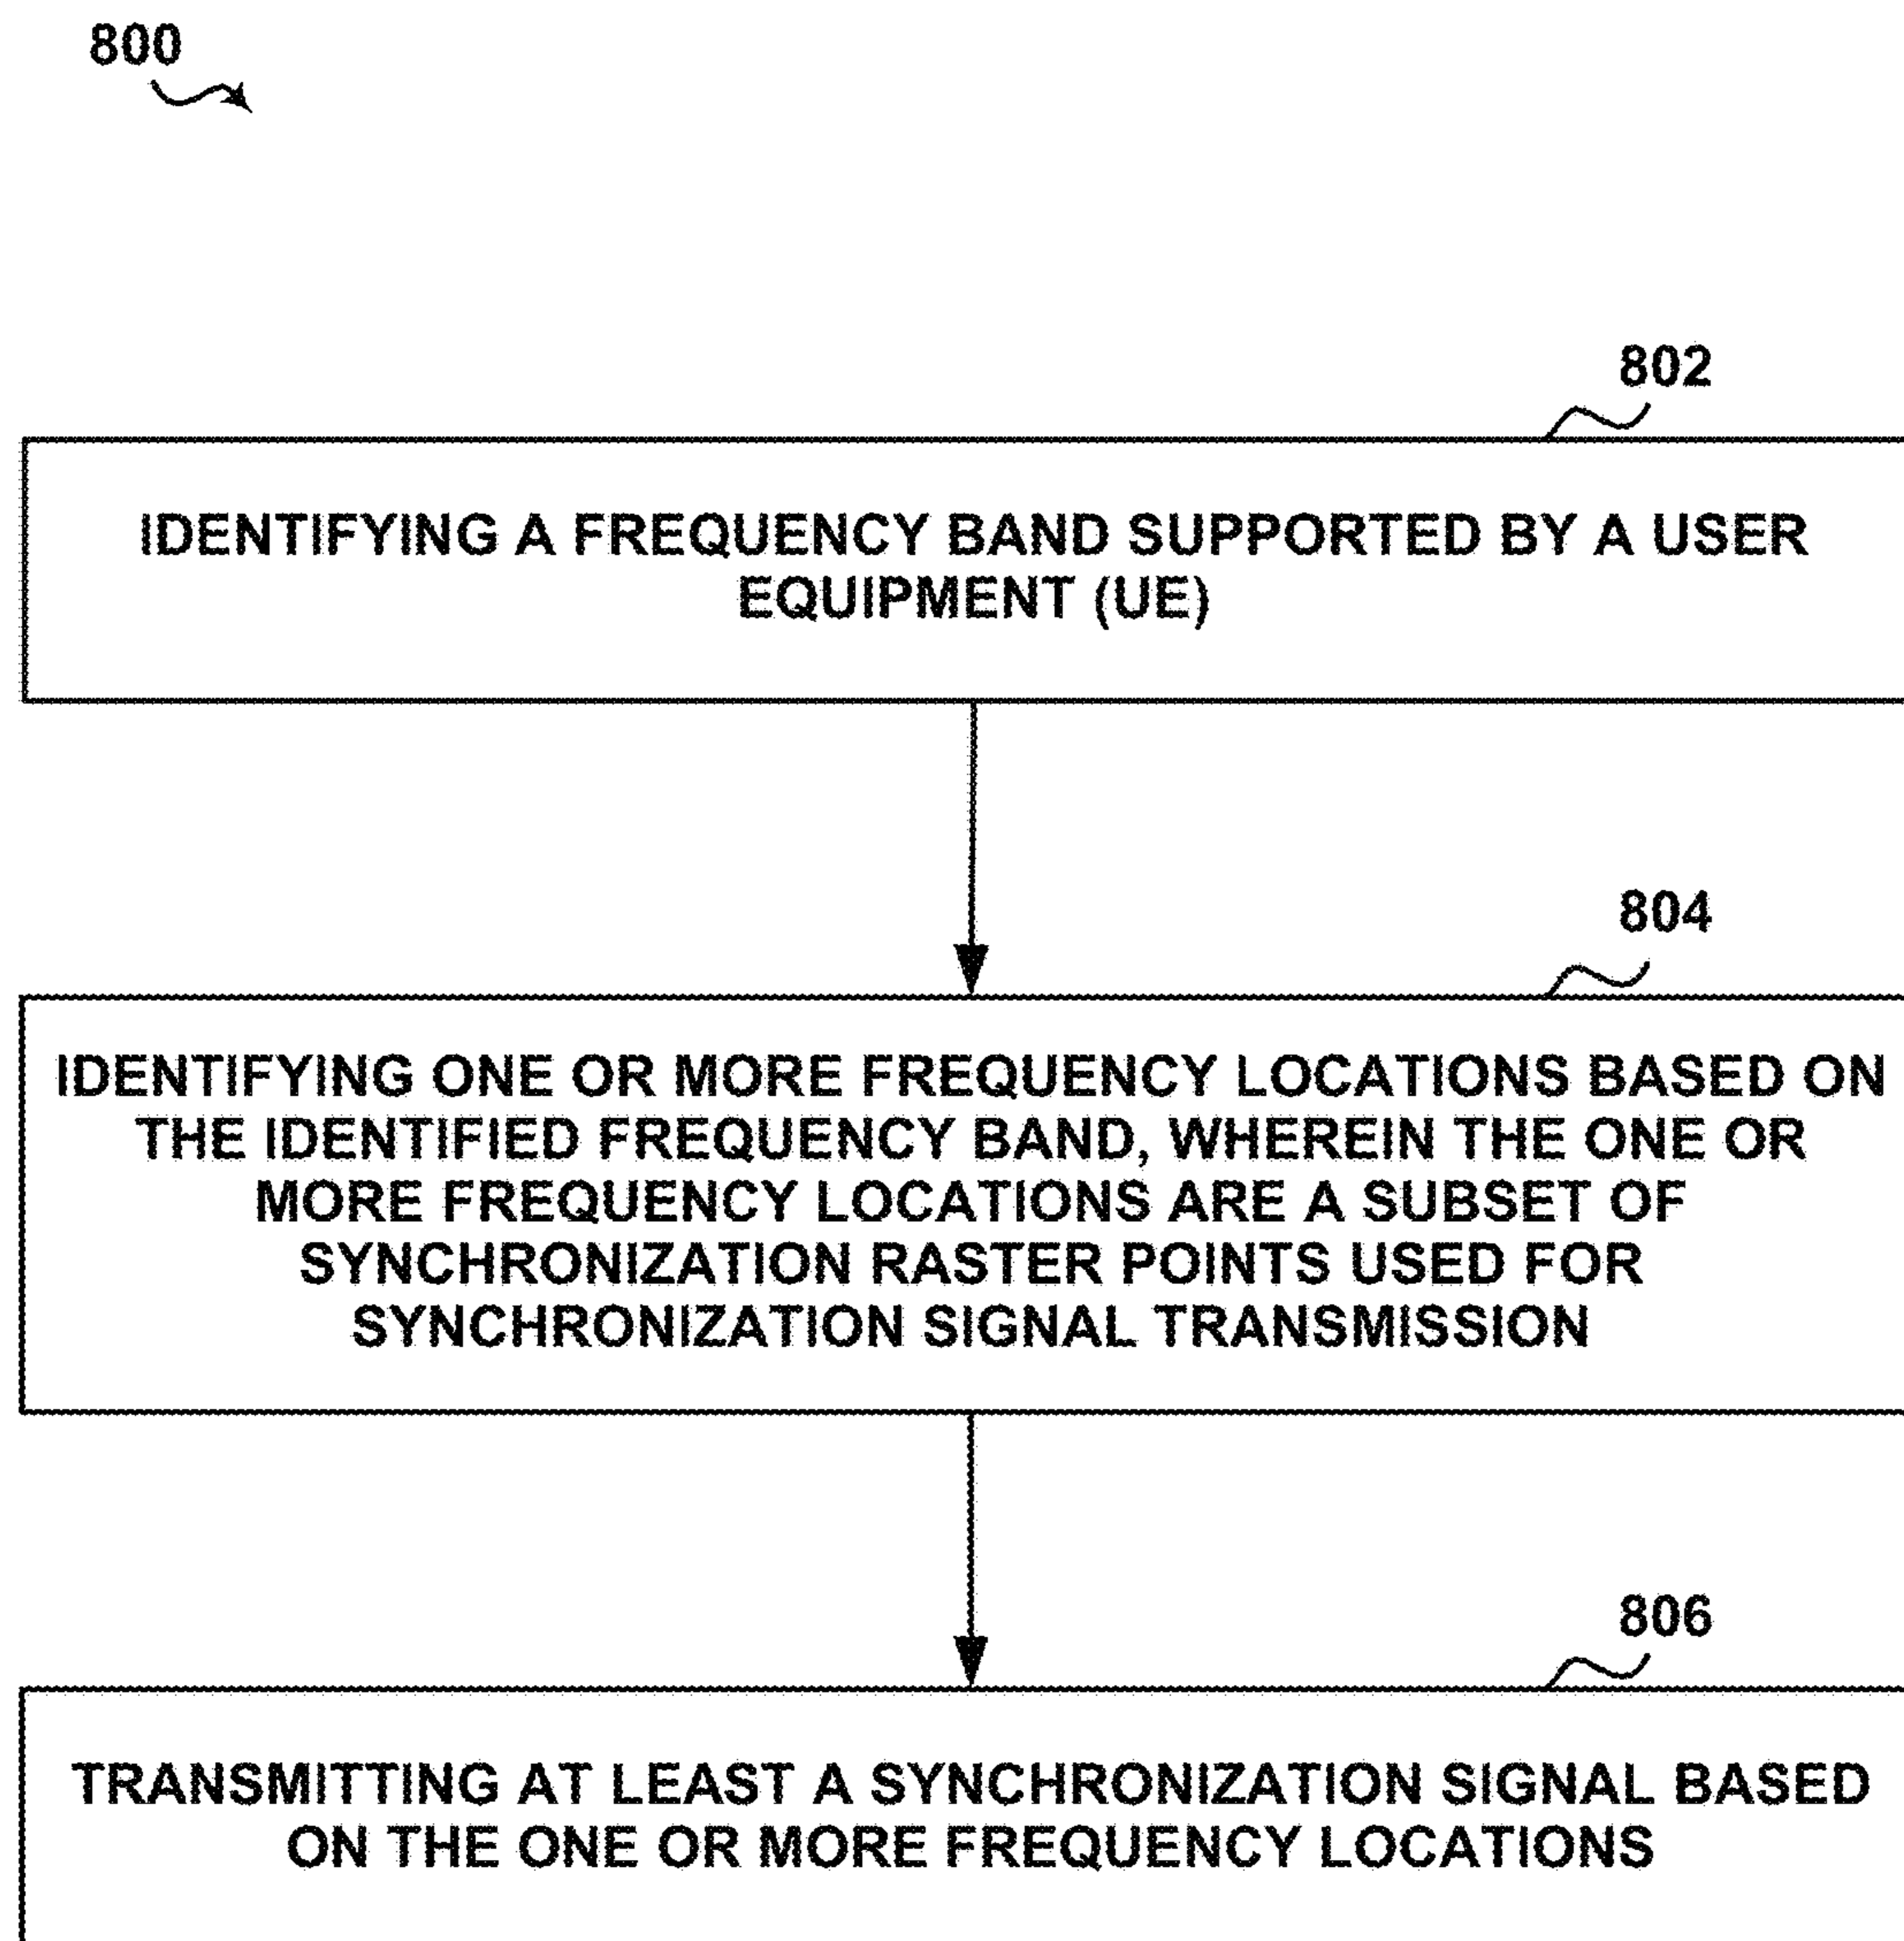 800
802
IDENTIFYING A FREQUENCY BAND SUPPORTED BY A USER
EQUIPMENT (UE)
804
IDENTIFYING ONE OR MORE FREQUENCY LOCATIONS BASED ON
THE IDENTIFIED FREQUENCY BAND, WHEREIN THE ONE OR
MORE FREQUENCY LOCATIONS ARE A SUBSET OF
SYNCHRONIZATION RASTER POINTS USED FOR
SYNCHRONIZATION SIGNAL TRANSMISSION
806
TRANSMITTING AT LEAST A SYNCHRONIZATION SIGNAL BASED
ON THE ONE OR MORE FREQUENCY LOCATIONS